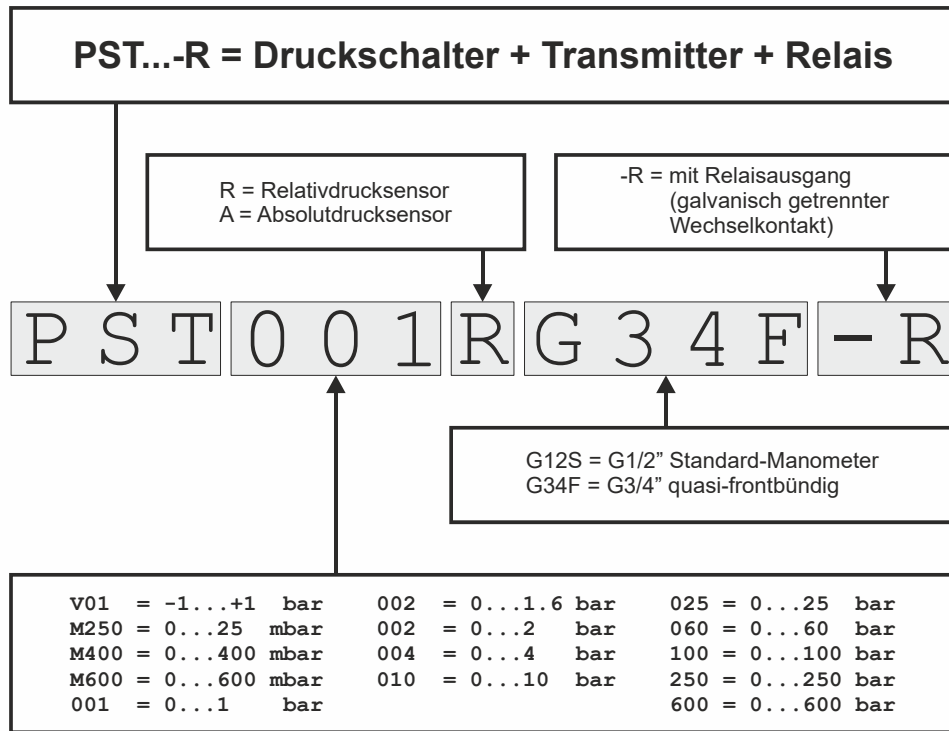 PST...-R = Druckschalter + Transmitter + Relais
R = Relativdrucksensor
A = Absolutdrucksensor
-R = mit Relaisausgang
(galvanisch getrennter
Wechselkontakt)
PST001RG34F-R
G12S = G1/2” Standard-Manometer
G34F = G3/4” quasi-frontbündig
V01 = -1...+1 bar 002 = 0...1.6 bar 025 = 0...25 bar
M250 = 0...25 mbar 002 = 0...2 bar 060 = 0...60 bar
M400 = 0...400 mbar 004 = 0...4 bar 100 = 0...100 bar
M600 = 0...600 mbar 010 = 0...10 bar 250 = 0...250 bar
001 = 0...1 bar 600 = 0...600 bar